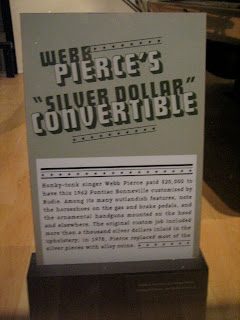 WEBB
PIERCE'S
"SILVER DOLLAR"
CONVERTIBLE
Honky-tonk singer Webb Pierce paid $20,000 to
have this 1962 Pontiac Bonneville customized by
Nudie. Among its many outlandish features, note
the horseshoes on the gas and brake pedals, and
the ornamental handguns mounted on the hood
and elsewhere. The original custom job included
more than a thousand silver dollars inlaid in the
upholstery; in 1978, Pierce replaced most of the
silver pieces with alloy coins.